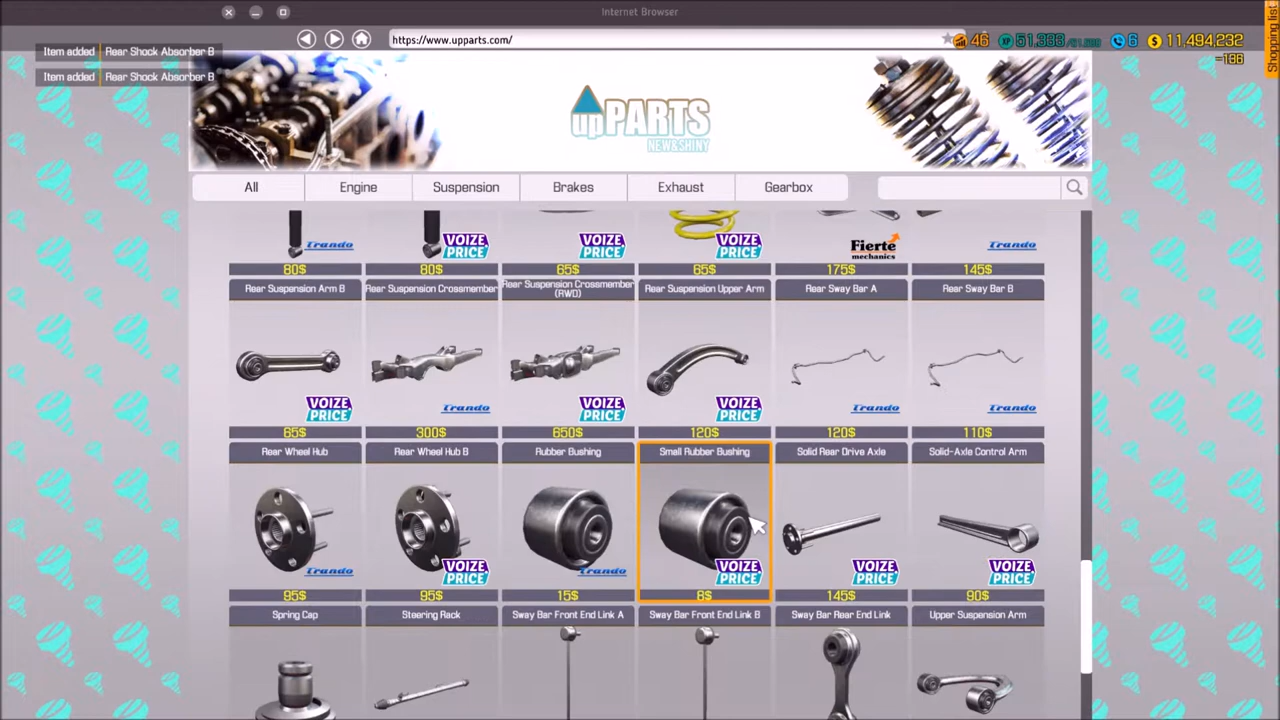 Internet Browser
https://www.upparts.com/
46
6
11,494,232
-186
Shopping list
Item added Rear Shock Absorber B
Item added Rear Shock Absorber B
upPARTS
NEW&SHINY
All Engine Suspension Brakes Exhaust Gearbox
Trando VOIZE PRICE VOIZE PRICE VOIZE PRICE Fierte mechanics Trando
80$ 80$ 65$ 65$ 175$ 145$
Rear Suspension Arm B Rear Suspension Crossmember Rear Suspension Crossmember (RWD) Rear Suspension Upper Arm Rear Sway Bar A Rear Sway Bar B
VOIZE PRICE Trando VOIZE PRICE VOIZE PRICE Trando Trando
65$ 300$ 650$ 120$ 120$ 110$
Rear Wheel Hub Rear Wheel Hub B Rubber Bushing Small Rubber Bushing Solid Rear Drive Axle Solid-Axle Control Arm
Trando VOIZE PRICE Trando VOIZE PRICE VOIZE PRICE VOIZE PRICE
95$ 95$ 15$ 8$ 145$ 90$
Spring Cap Steering Rack Sway Bar Front End Link A Sway Bar Front End Link B Sway Bar Rear End Link Upper Suspension Arm